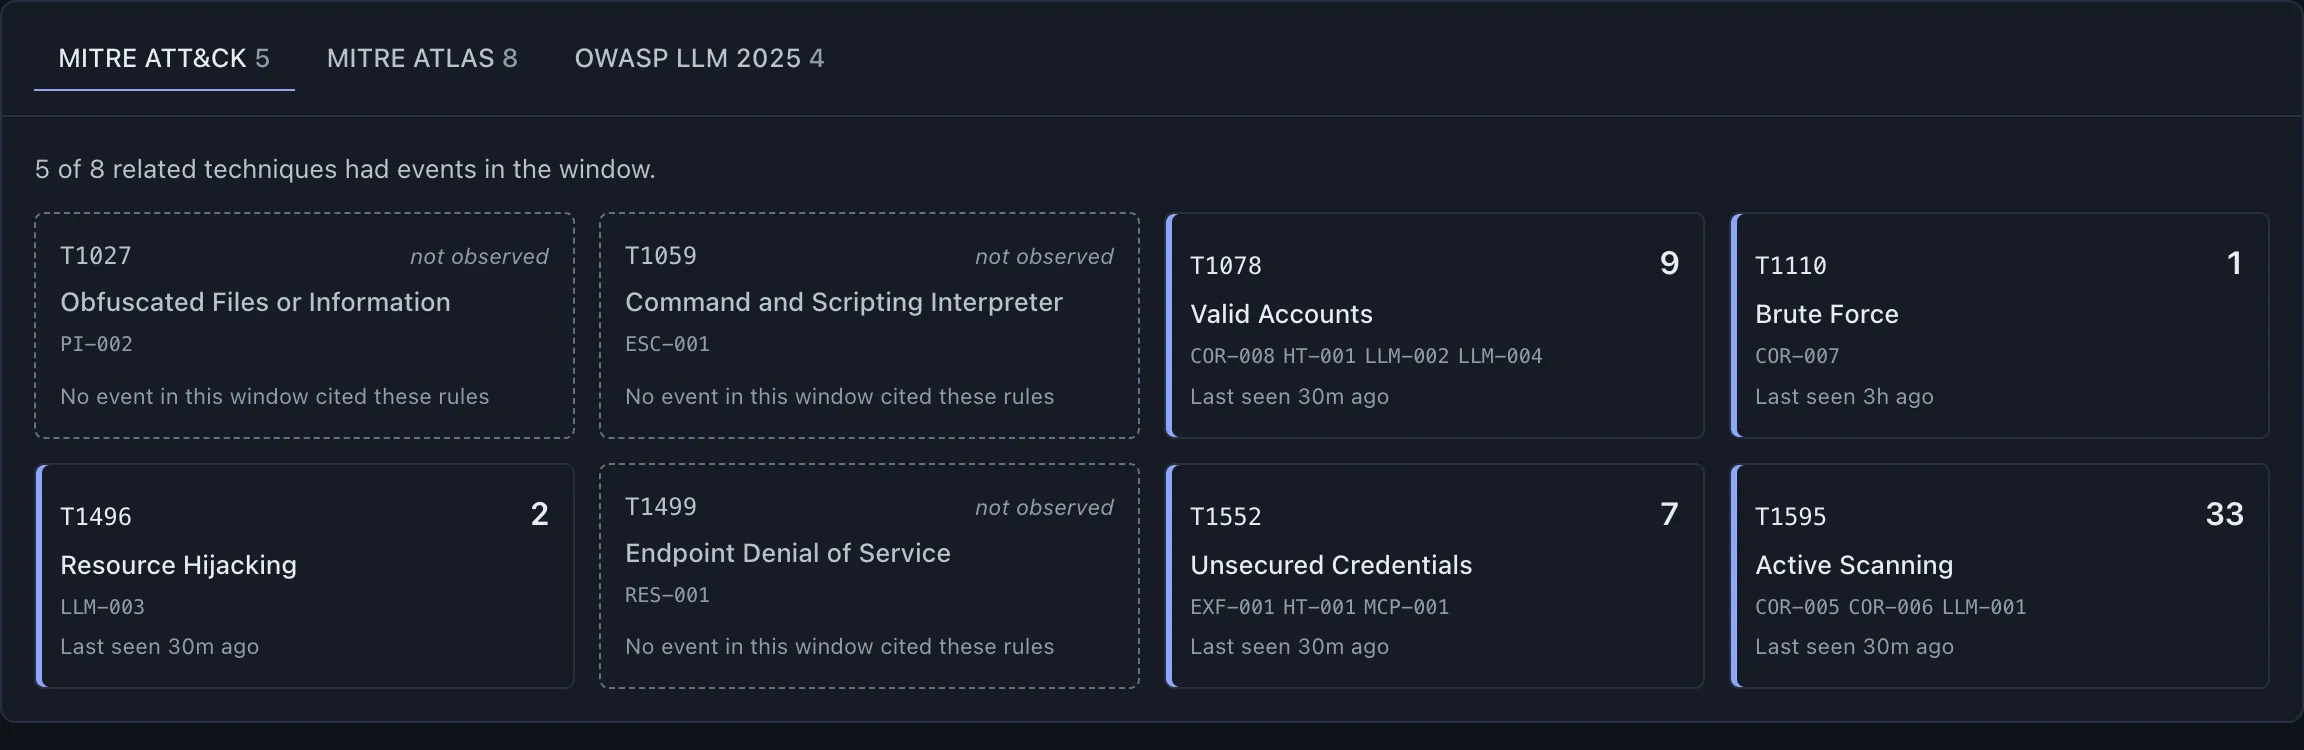 MITRE ATT&CK 5
MITRE ATLAS 8
OWASP LLM 2025 4
5 of 8 related techniques had events in the window.
T1027
not observed
Obfuscated Files or Information
PI-002
No event in this window cited these rules
T1059
not observed
Command and Scripting Interpreter
ESC-001
No event in this window cited these rules
T1078
9
Valid Accounts
COR-008 HT-001 LLM-002 LLM-004
Last seen 30m ago
T1110
1
Brute Force
COR-007
Last seen 3h ago
T1496
2
Resource Hijacking
LLM-003
Last seen 30m ago
T1499
not observed
Endpoint Denial of Service
RES-001
No event in this window cited these rules
T1552
7
Unsecured Credentials
EXF-001 HT-001 MCP-001
Last seen 30m ago
T1595
33
Active Scanning
COR-005 COR-006 LLM-001
Last seen 30m ago